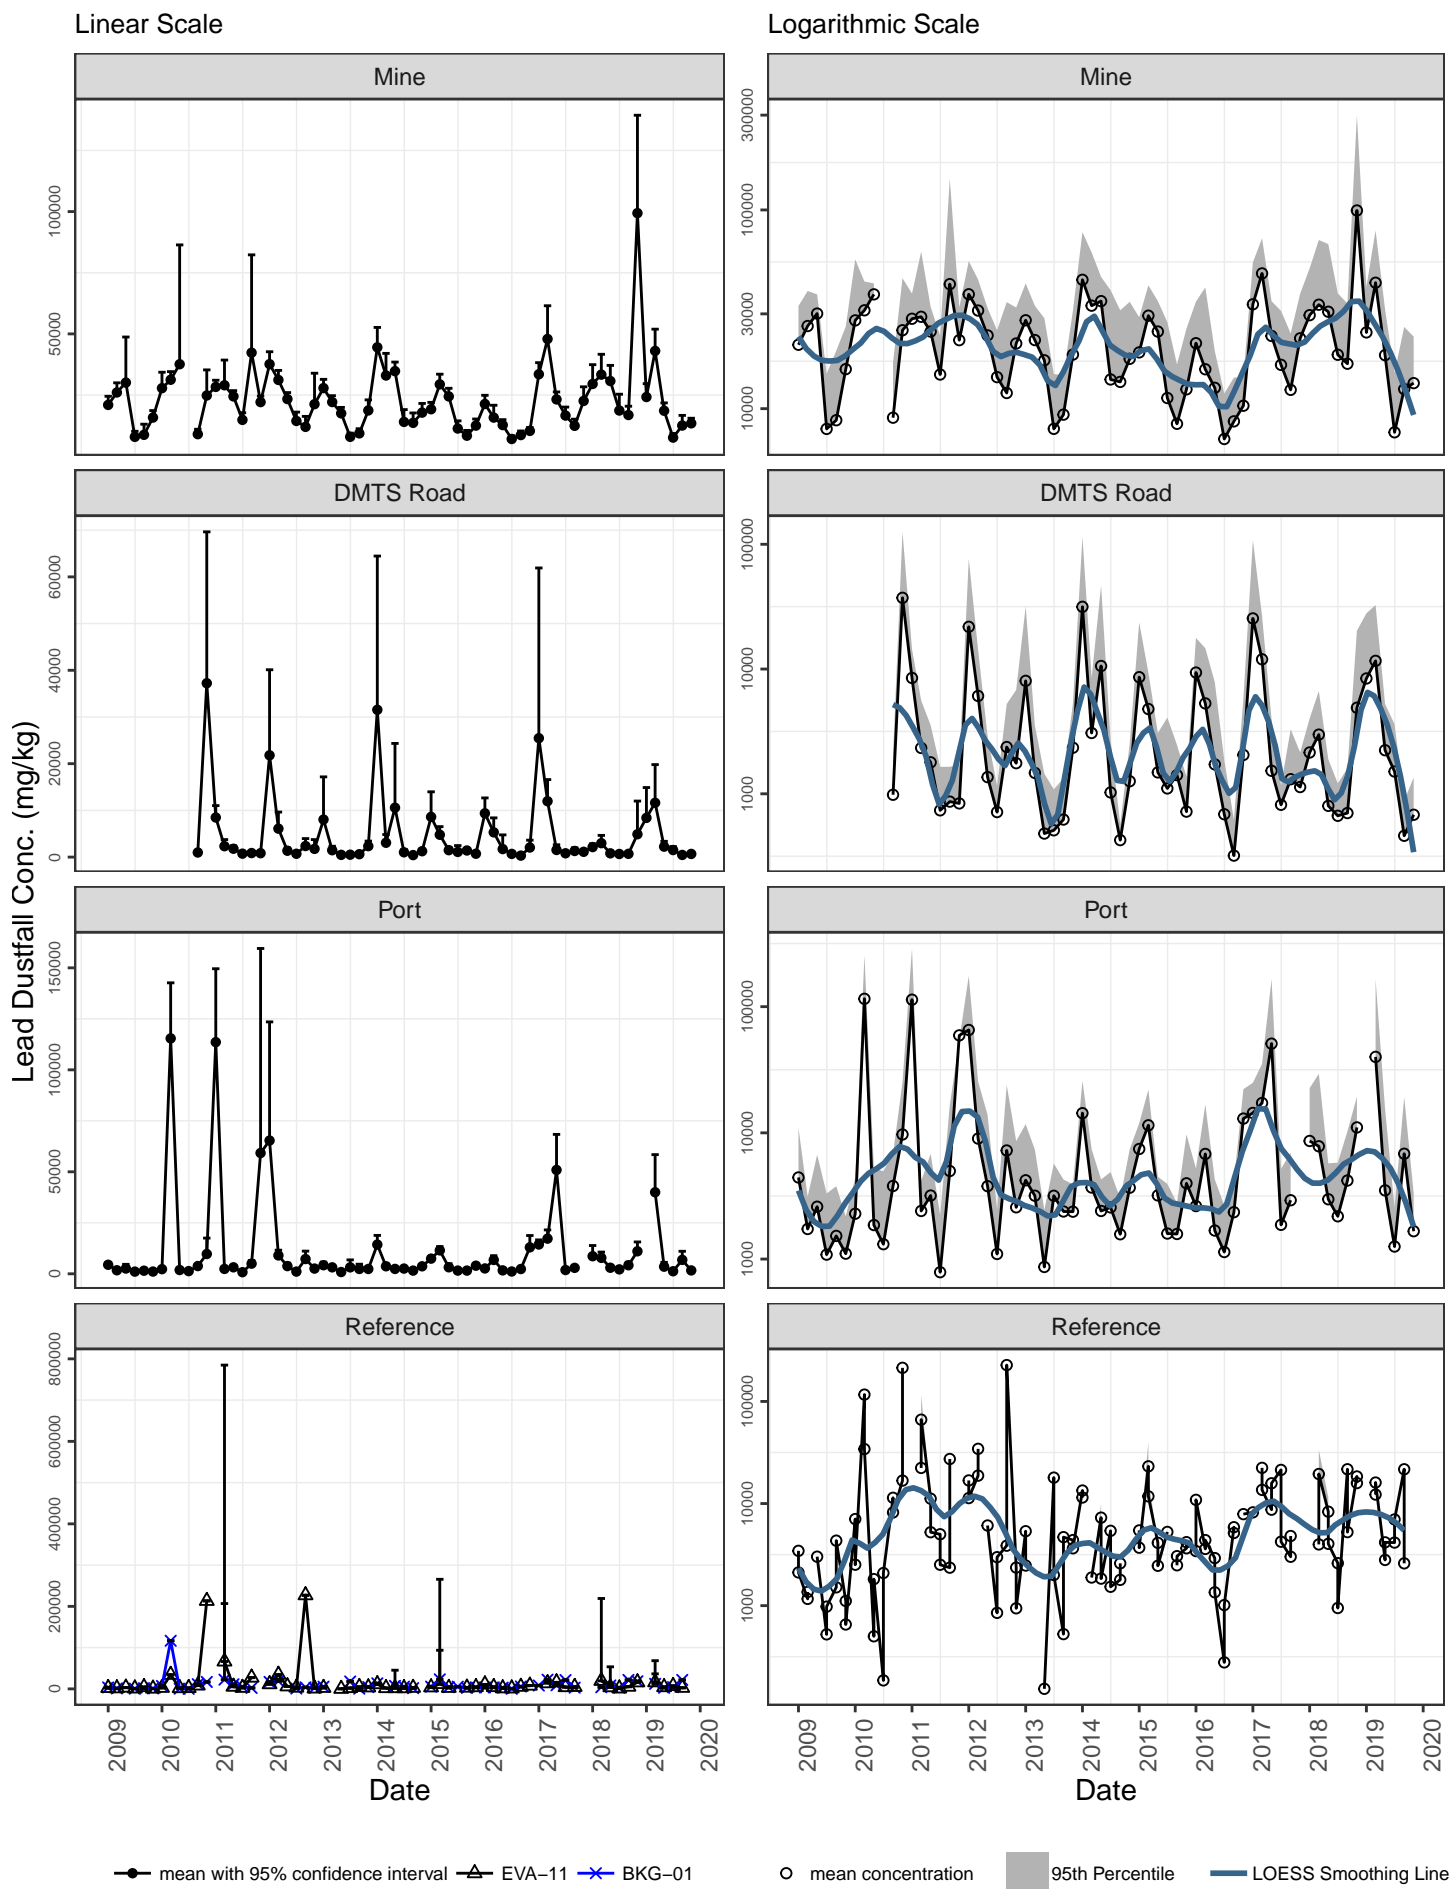 Linear Scale
Logarithmic Scale
Mine
Mine
100000
50000
300000
100000
30000
10000
DMTS Road
DMTS Road
60000
40000
20000
0
100000
10000
1000
Port
Port
150000
100000
50000
0
100000
10000
1000
Reference
Reference
800000
600000
400000
200000
0
100000
10000
1000
Lead Dustfall Conc. (mg/kg)
2009 2010 2011 2012 2013 2014 2015 2016 2017 2018 2019 2020
2009 2010 2011 2012 2013 2014 2015 2016 2017 2018 2019 2020
Date
Date
mean with 95% confidence interval EVA−11 BKG−01
mean concentration 95th Percentile LOESS Smoothing Line